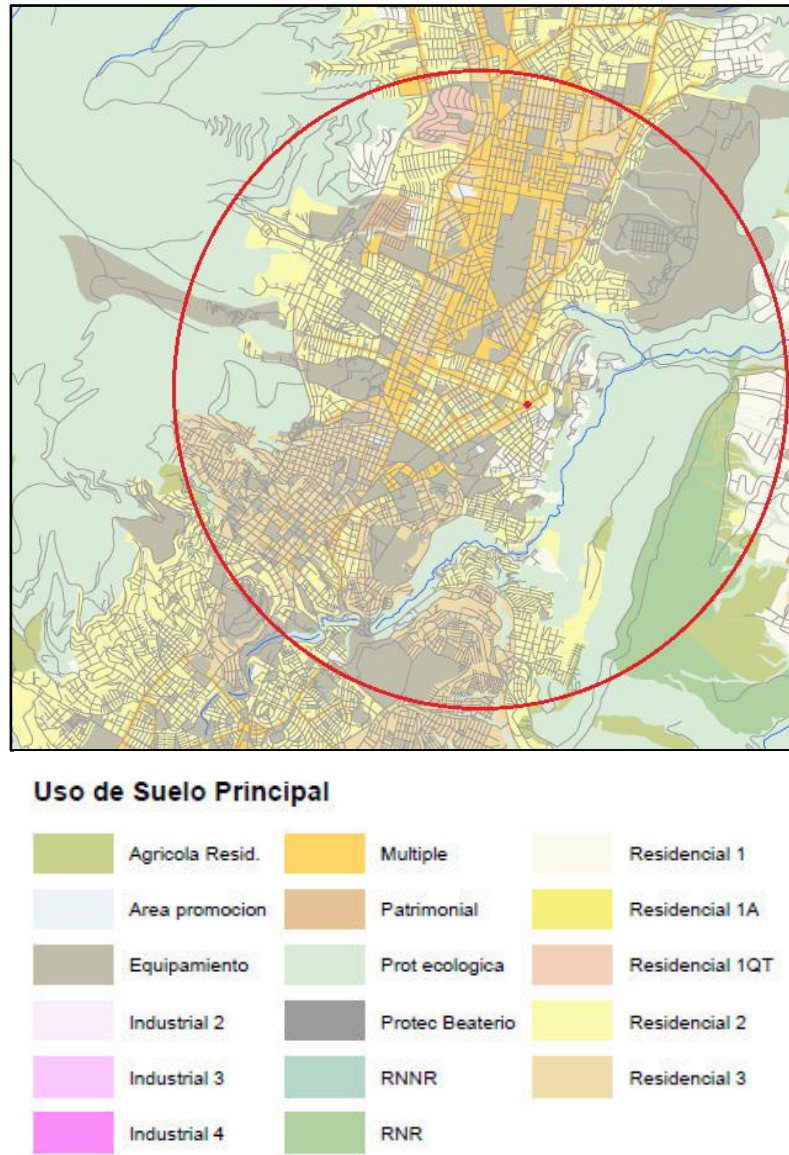 Uso de Suelo Principal
Agricola Resid.
Area promocion
Equipamiento
Industrial 2
Industrial 3
Industrial 4
Multiple
Patrimonial
Prot ecologica
Protec Beaterio
RNNR
RNR
Residencial 1
Residencial 1A
Residencial 1QT
Residencial 2
Residencial 3